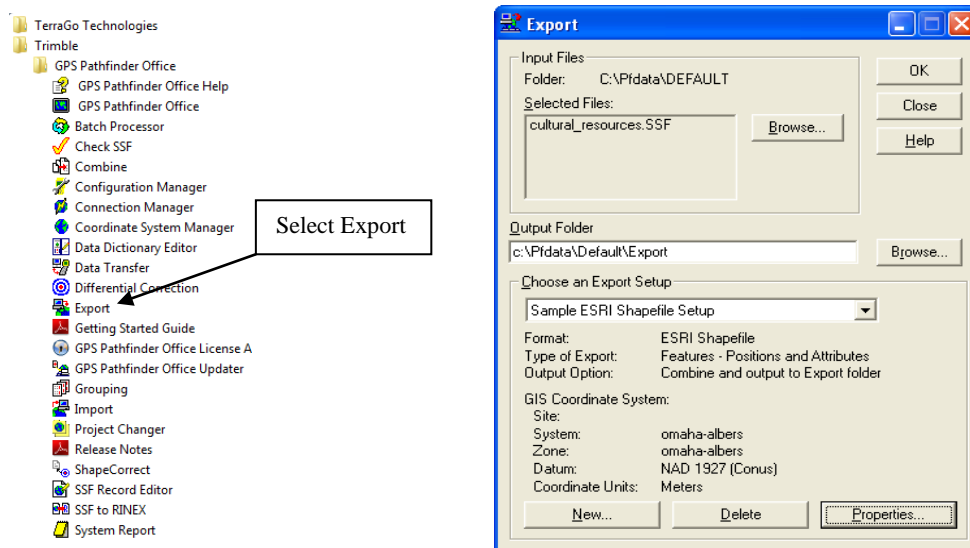 TerraGo Technologies
Trimble
GPS Pathfinder Office
GPS Pathfinder Office Help
GPS Pathfinder Office
Batch Processor
Check SSF
Combine
Configuration Manager
Connection Manager
Coordinate System Manager
Data Dictionary Editor
Data Transfer
Differential Correction
Export
Getting Started Guide
GPS Pathfinder Office License A
GPS Pathfinder Office Updater
Grouping
Import
Project Changer
Release Notes
ShapeCorrect
SSF Record Editor
SSF to RINEX
System Report
Select Export
Export
Input Files
Folder: C:\Pfdata\DEFAULT
Selected Files:
cultural_resources.SSF
Browse...
OK
Close
Help
Output Folder
c:\Pfdata\Default\Export
Browse...
Choose an Export Setup
Sample ESRI Shapefile Setup
Format: ESRI Shapefile
Type of Export: Features - Positions and Attributes
Output Option: Combine and output to Export folder
GIS Coordinate System:
Site:
System: omaha-albers
Zone: omaha-albers
Datum: NAD 1927 (Conus)
Coordinate Units: Meters
New... Delete Properties...